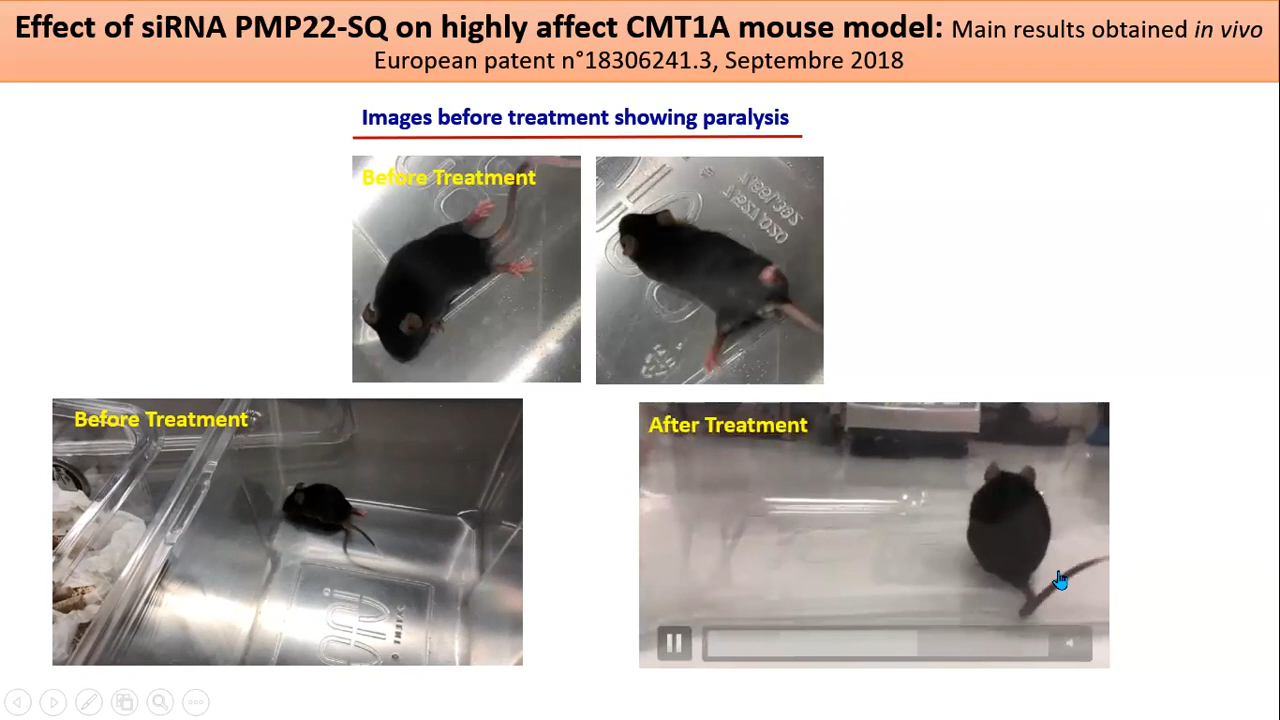 Effect of siRNA PMP22-SQ on highly affect CMT1A mouse model: Main results obtained in vivo
European patent n°18306241.3, Septembre 2018
Images before treatment showing paralysis
Before Treatment
Before Treatment
After Treatment